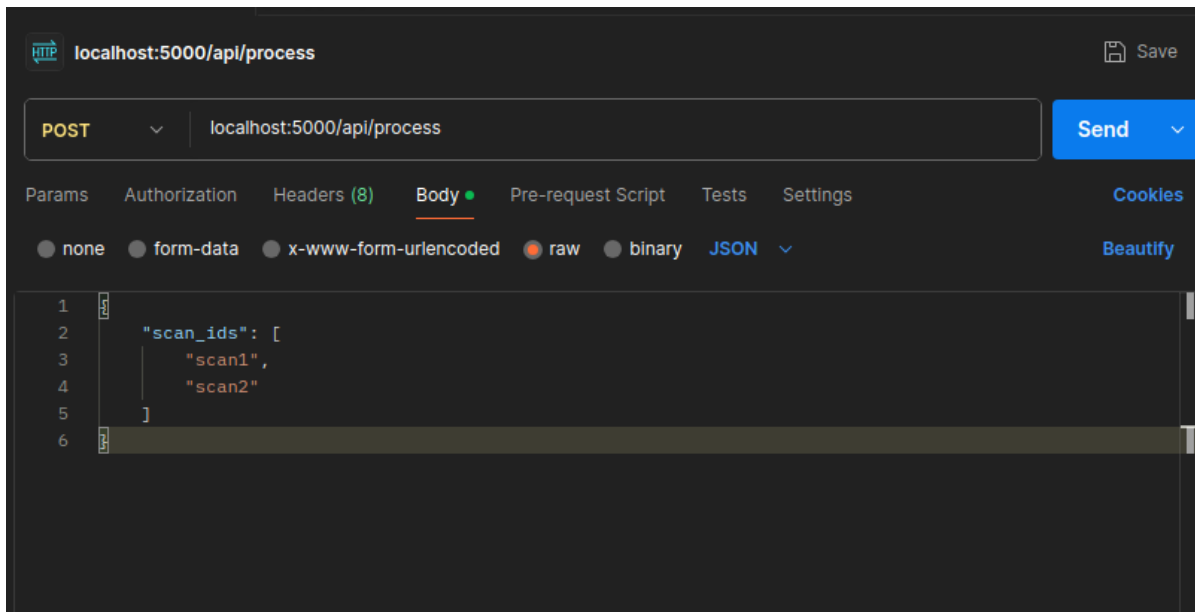 HTTP localhost:5000/api/process Save
POST localhost:5000/api/process Send
Params Authorization Headers (8) Body Pre-request Script Tests Settings Cookies
none form-data x-www-form-urlencoded raw binary JSON Beautify
1 {
2 "scan_ids": [
3 "scan1",
4 "scan2"
5 ]
6 }